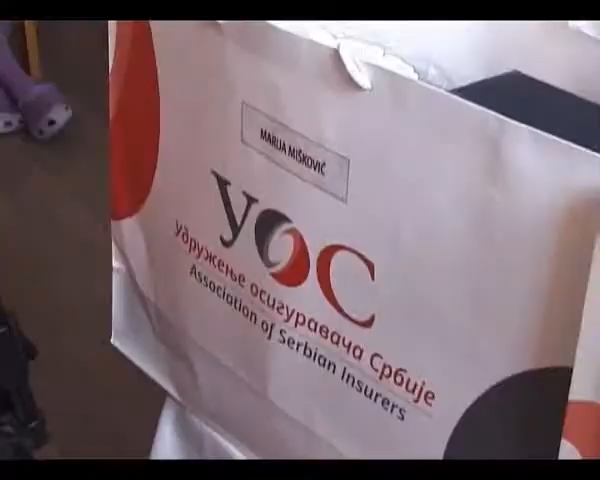 MARIJA MIŠKOVIĆ
УОС
удружење осигуравача Србије
Association of Serbian Insurers